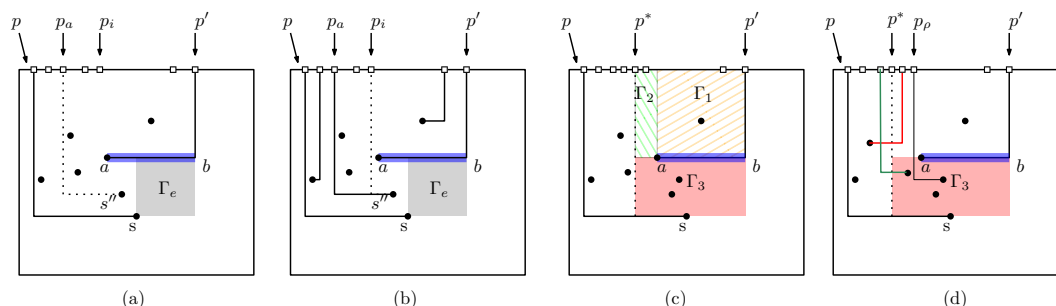 p p_a p_i p′
p p_a p_i p′
p p* p′
p p* p_ρ p′
a b
s″ Γ_e
s
a b
s″ Γ_e
s
Γ_2 Γ_1
a b
Γ_3
s
a b
Γ_3
s
(a) (b) (c) (d)